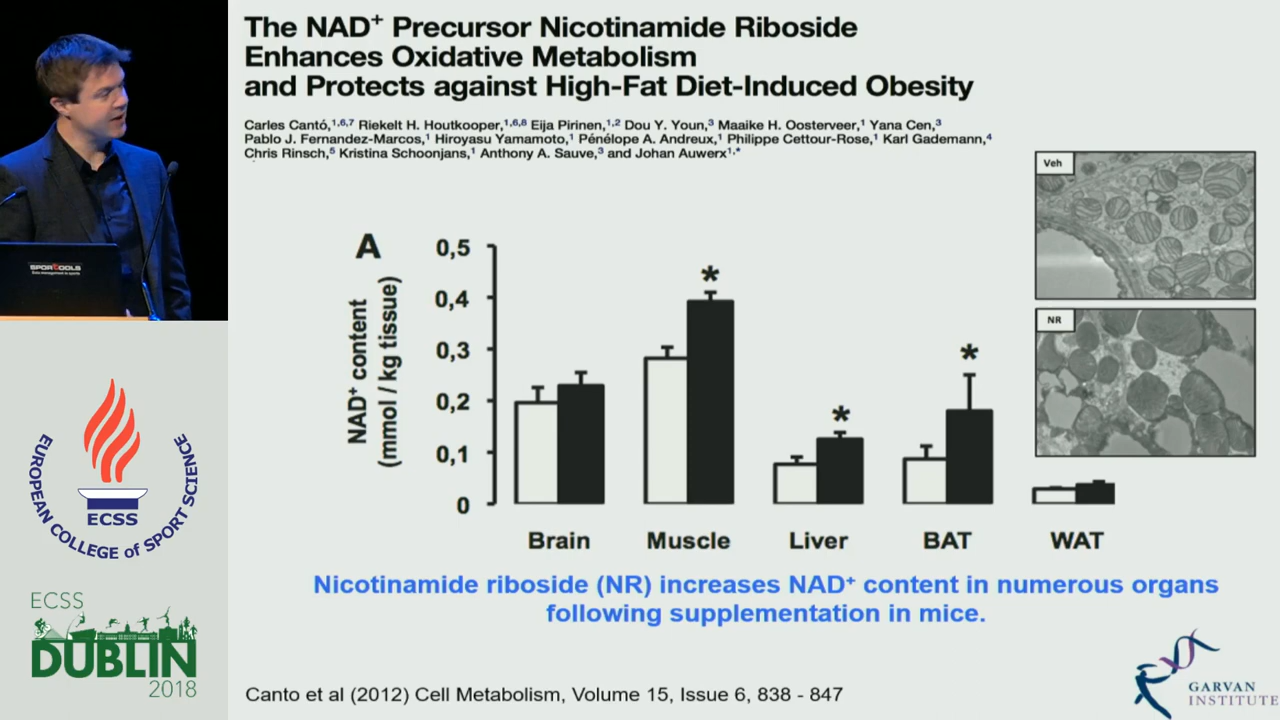 The NAD⁺ Precursor Nicotinamide Riboside
Enhances Oxidative Metabolism
and Protects against High-Fat Diet-Induced Obesity
Carles Cantó,1,6,7 Riekelt H. Houtkooper,1,6,8 Eija Pirinen,1,2 Dou Y. Youn,3 Maaike H. Oosterveer,1 Yana Cen,3
Pablo J. Fernandez-Marcos,1 Hiroyasu Yamamoto,1 Pénélope A. Andreux,1 Philippe Cettour-Rose,1 Karl Gademann,4
Chris Rinsch,5 Kristina Schoonjans,1 Anthony A. Sauve,3 and Johan Auwerx1,*
Veh
NR
A
NAD⁺ content
(mmol / kg tissue)
0,5
0,4
0,3
0,2
0,1
0
*
*
*
Brain Muscle Liver BAT WAT
Nicotinamide riboside (NR) increases NAD⁺ content in numerous organs
following supplementation in mice.
Canto et al (2012) Cell Metabolism, Volume 15, Issue 6, 838 - 847
GARVAN
INSTITUTE
SPORTOOLS
EUROPEAN COLLEGE of SPORT SCIENCE
ECSS
ECSS
DUBLIN
2018